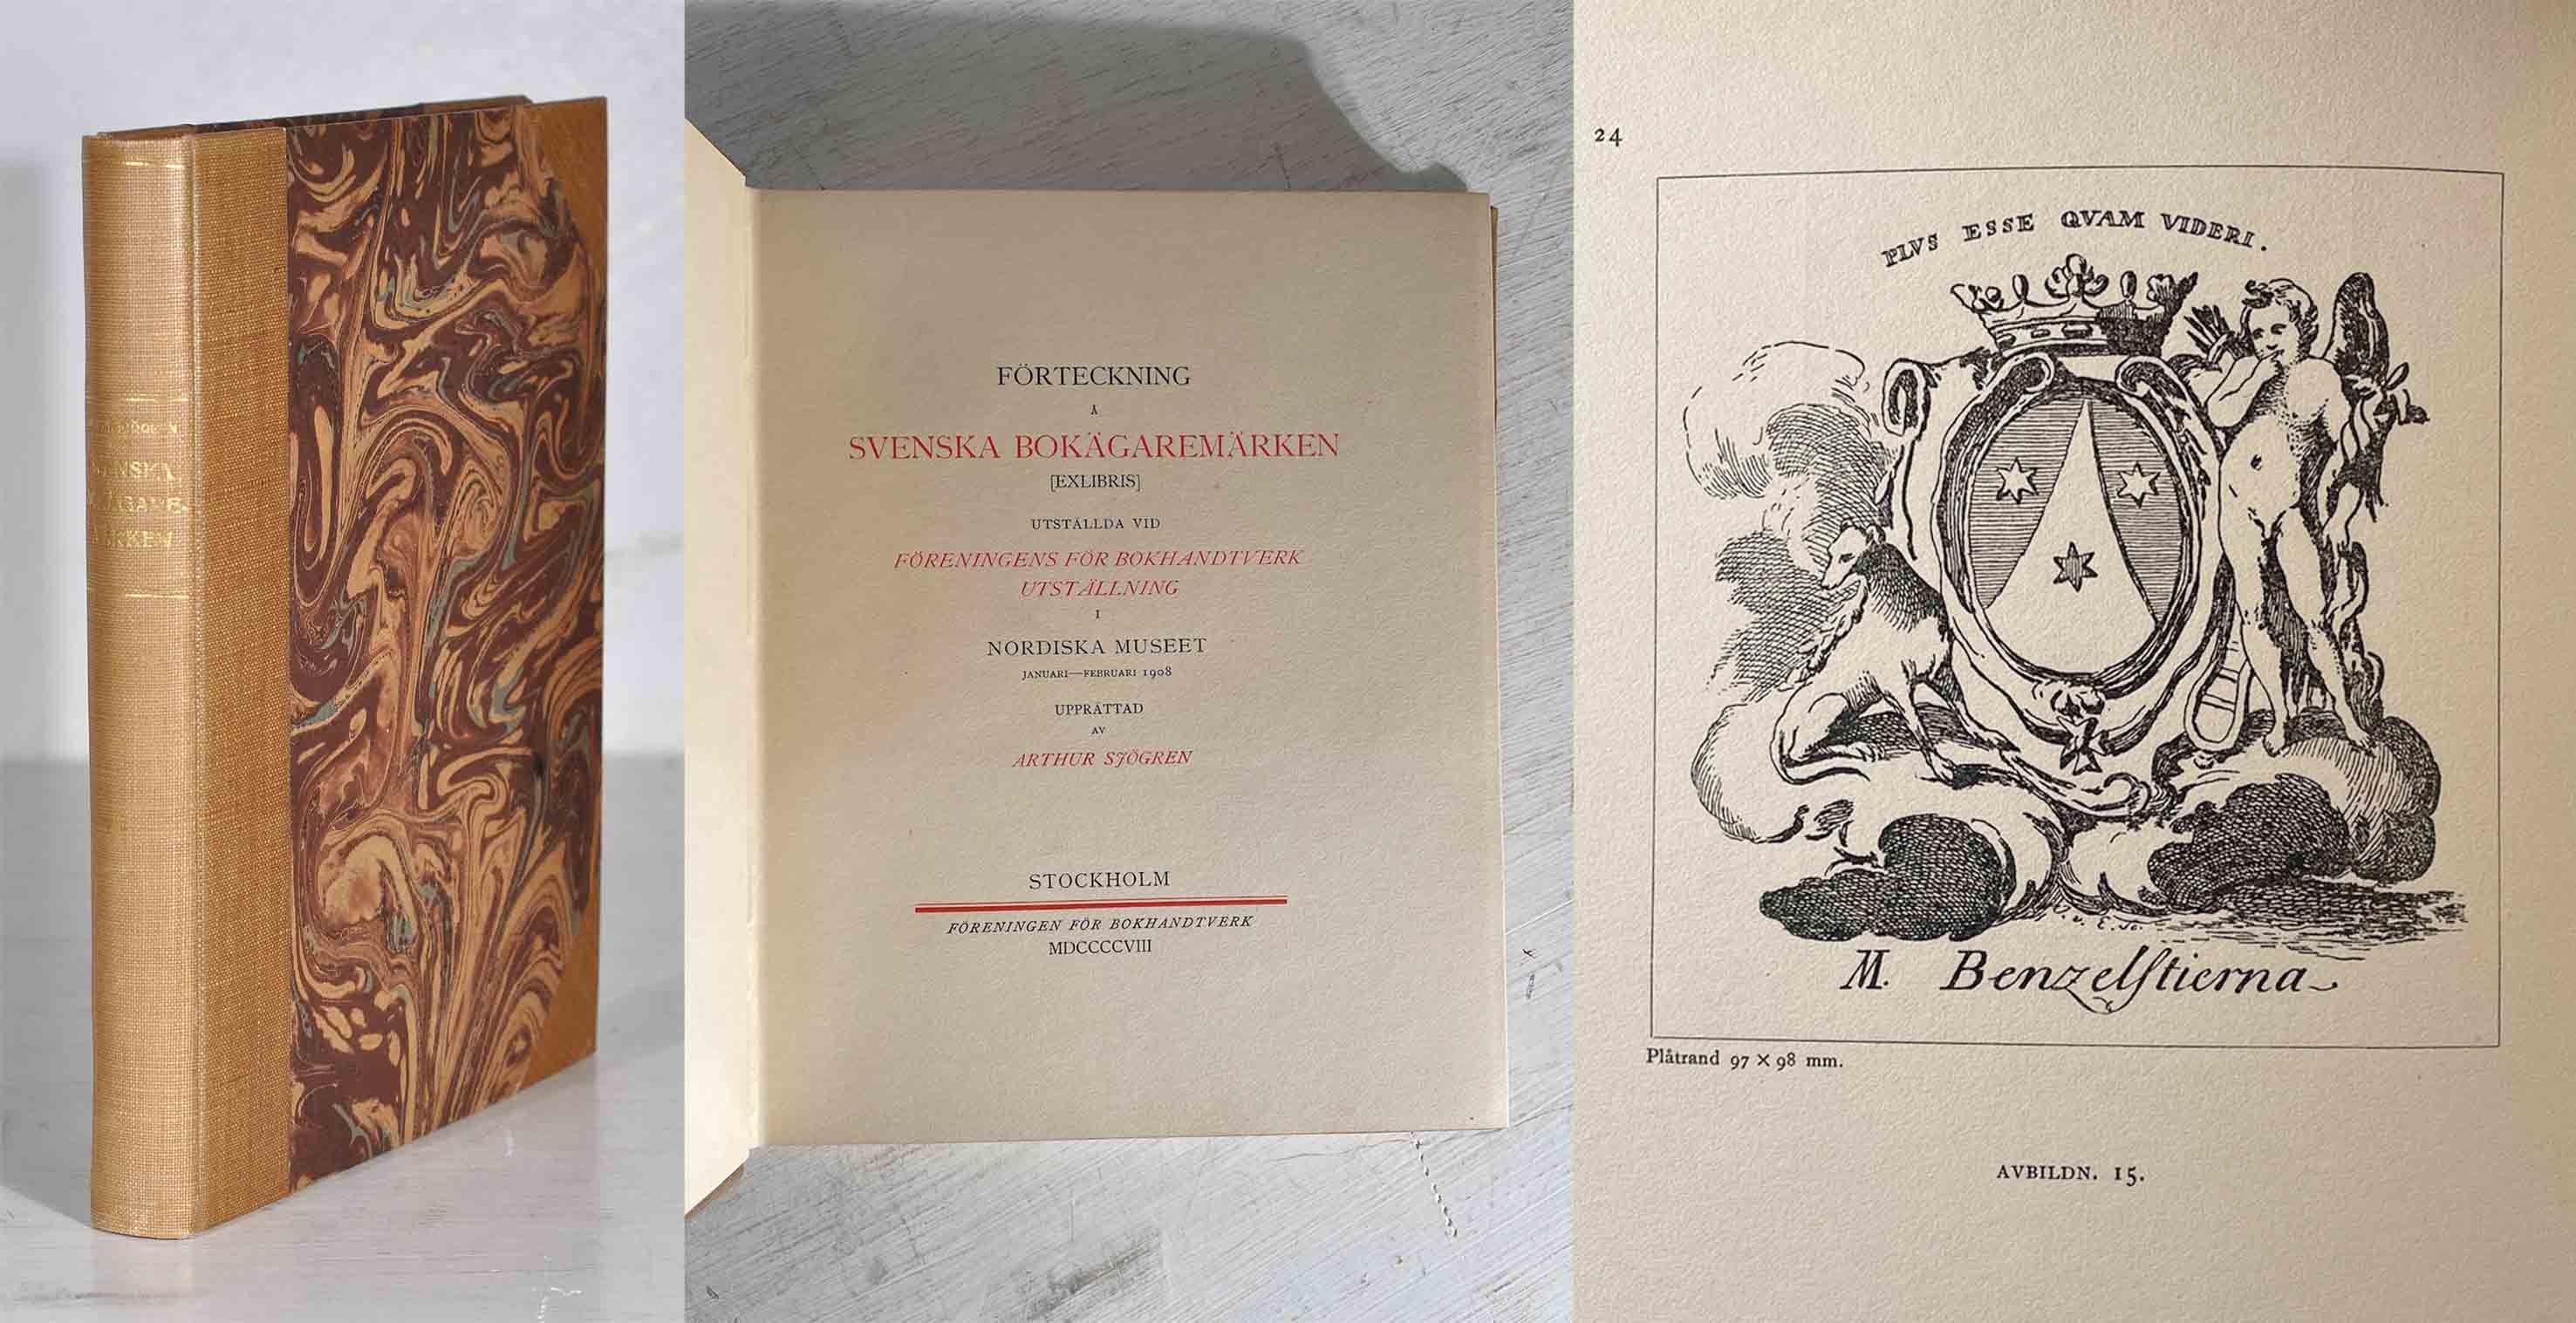 SVENSKA
BOKÄGARE-
MÄRKEN
FÖRTECKNING
Å
SVENSKA BOKÄGAREMÄRKEN
[EXLIBRIS]
UTSTÄLLDA VID
FÖRENINGENS FÖR BOKHANDTVERK
UTSTÄLLNING
I
NORDISKA MUSEET
JANUARI—FEBRUARI 1908
UPPRÄTTAD
AV
ARTHUR SJÖGREN
STOCKHOLM
FÖRENINGEN FÖR BOKHANDTVERK
MDCCCCVIII
24
PLVS ESSE QVAM VIDERI.
M. Benzelſtierna
Plåtrand 97 × 98 mm.
AVBILDN. 15.